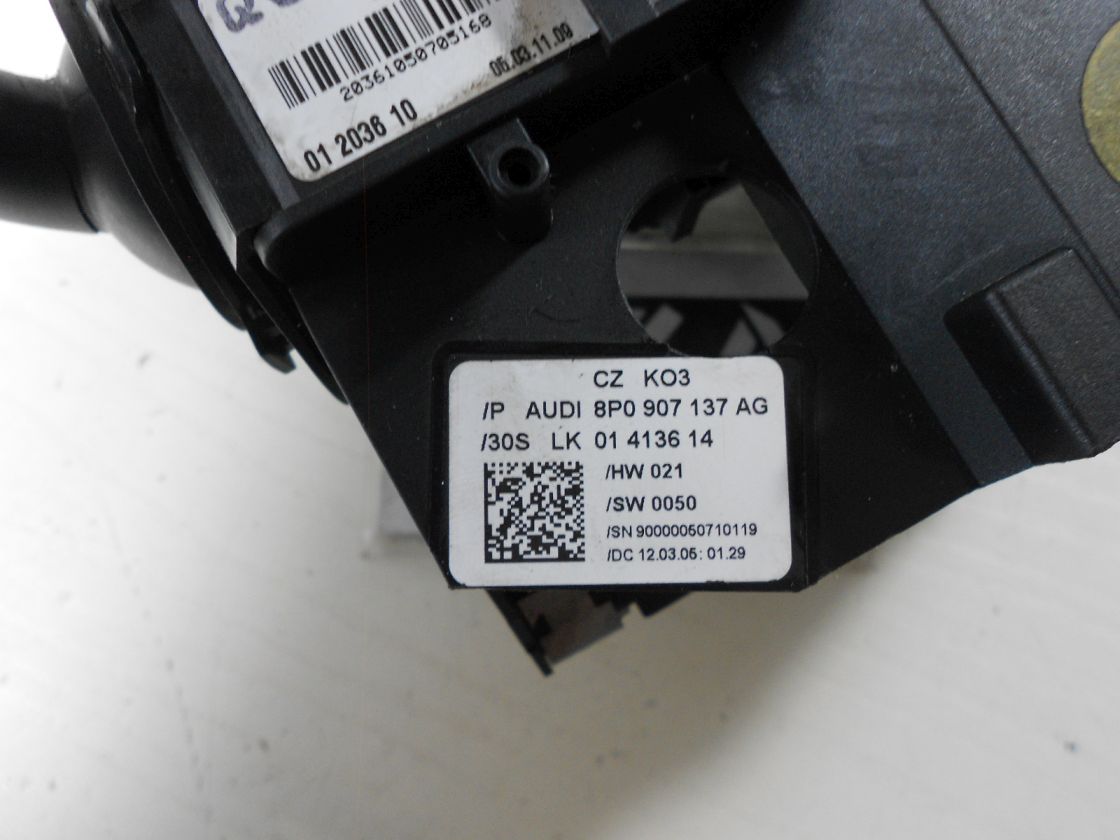 20361050705168
05.03.11.09
01 2036 10
CZ KO3
/P AUDI 8P0 907 137 AG
/30S LK 01 4136 14
/HW 021
/SW 0050
/SN 90000050710119
/DC 12.03.05: 01.29